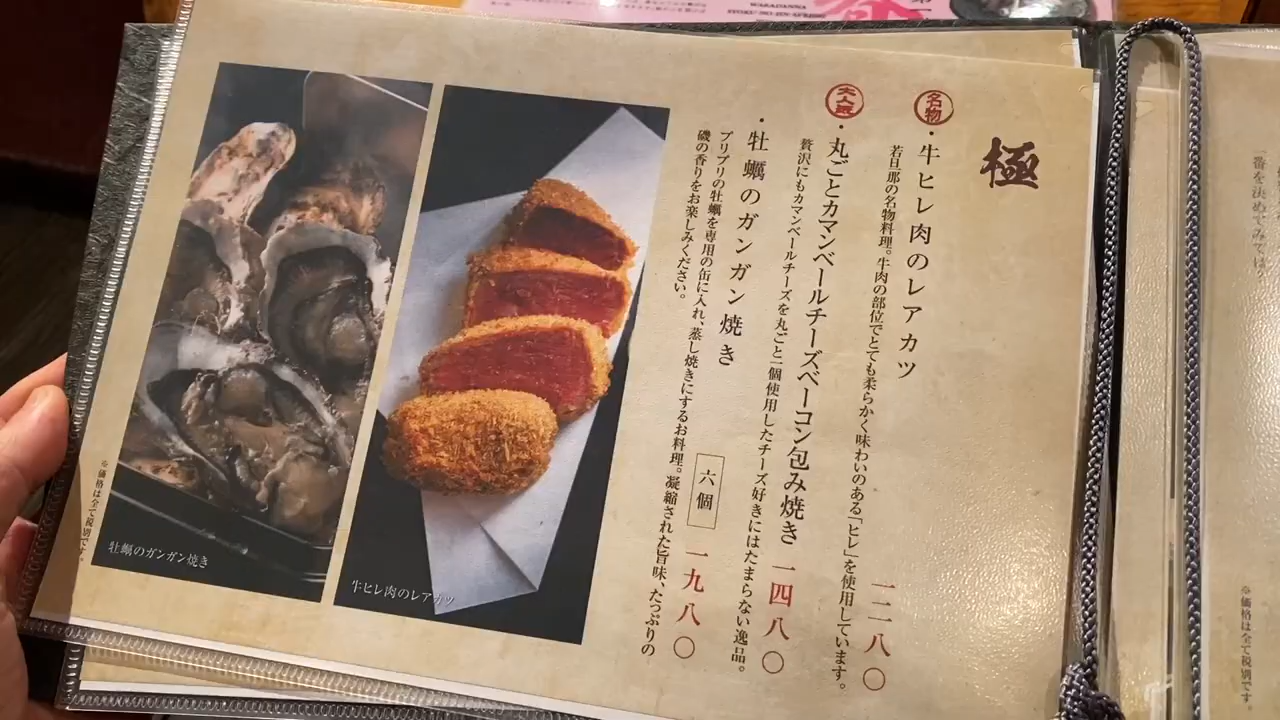 極
名物
・牛ヒレ肉のレアカツ
一二八〇
若旦那の名物料理。牛肉の部位でとても柔らかく味わいのある「ヒレ」を使用しています。
大人気
・丸ごとカマンベールチーズベーコン包み焼き
一四八〇
贅沢にもカマンベールチーズを丸ごと一個使用したチーズ好きにはたまらない逸品。
・牡蠣のガンガン焼き
六個
一九八〇
プリプリの牡蠣を専用の缶に入れ、蒸し焼きにするお料理。凝縮された旨味、たっぷりの
磯の香りをお楽しみください。
牛ヒレ肉のレアカツ
牡蠣のガンガン焼き
※価格は全て税別です。
※価格は全て税別です。